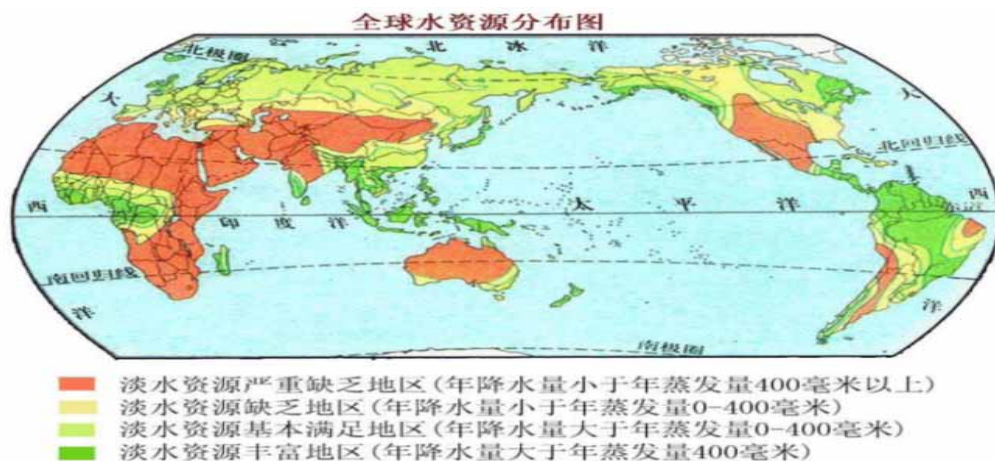 全球水资源分布图
北冰洋
北极圈
大
大
北回归线
西
印度洋
太平洋
西
赤道
南回归线
洋
洋
南极圈
淡水资源严重缺乏地区(年降水量小于年蒸发量400毫米以上)
淡水资源缺乏地区(年降水量小于年蒸发量0-400毫米)
淡水资源基本满足地区(年降水量大于年蒸发量0-400毫米)
淡水资源丰富地区(年降水量大于年蒸发量400毫米)